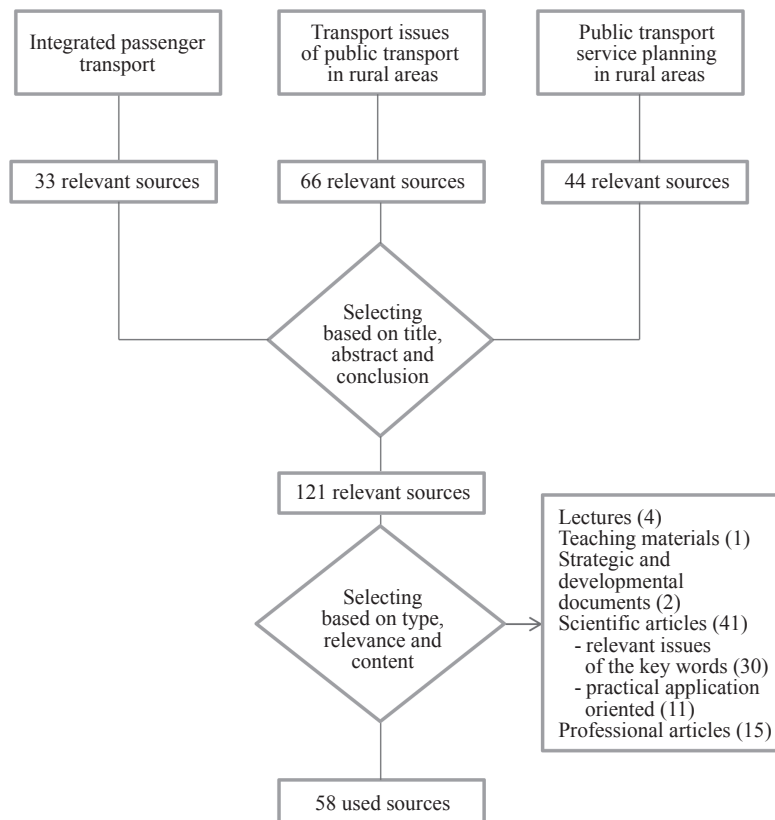 Integrated passenger
transport
Transport issues
of public transport
in rural areas
Public transport
service planning
in rural areas
33 relevant sources
66 relevant sources
44 relevant sources
Selecting
based on title,
abstract and
conclusion
121 relevant sources
Selecting
based on type,
relevance and
content
Lectures (4)
Teaching materials (1)
Strategic and
developmental
documents (2)
Scientific articles (41)
- relevant issues
of the key words (30)
- practical application
oriented (11)
Professional articles (15)
58 used sources